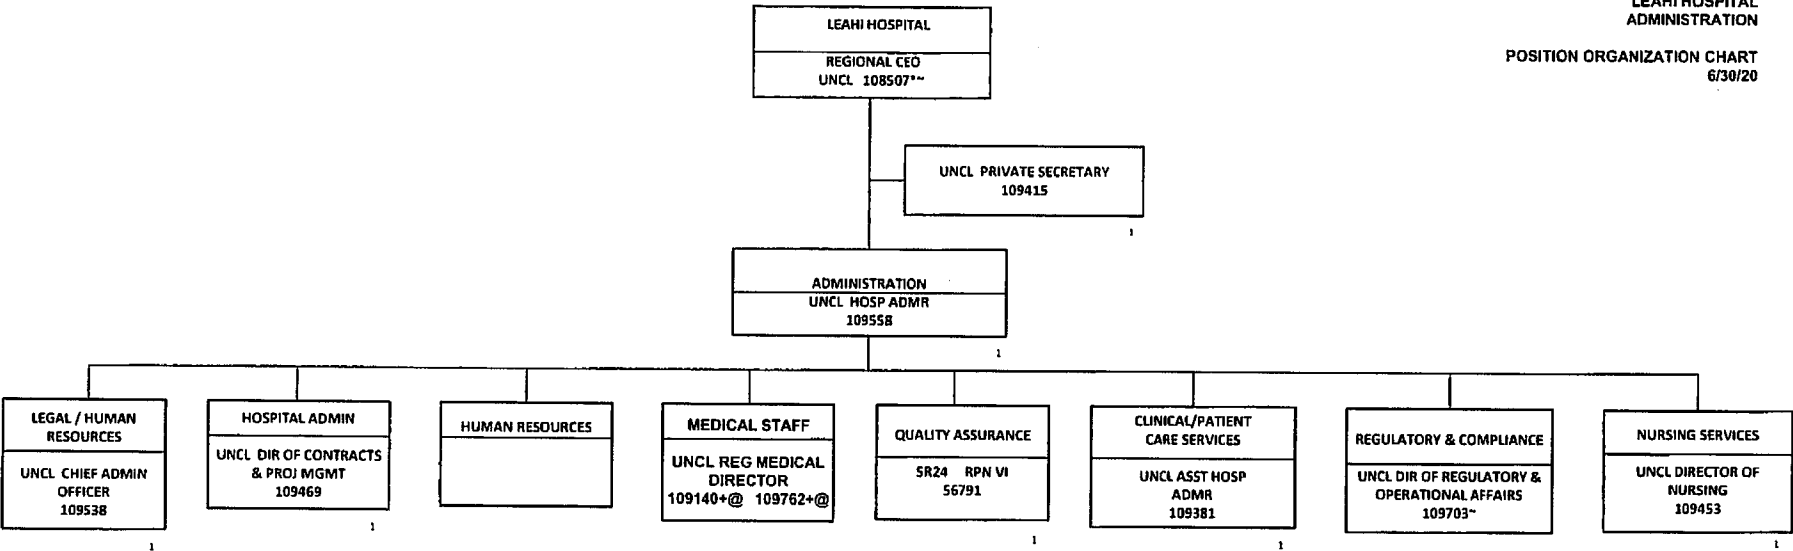 LEAHI HOSPITAL
ADMINISTRATION
POSITION ORGANIZATION CHART
6/30/20
LEAHI HOSPITAL
REGIONAL CEO
UNCL 108507*~
UNCL PRIVATE SECRETARY
109415
1
ADMINISTRATION
UNCL HOSP ADMR
109558
1
LEGAL / HUMAN
RESOURCES
UNCL CHIEF ADMIN
OFFICER
109538
1
HOSPITAL ADMIN
UNCL DIR OF CONTRACTS
& PROJ MGMT
109469
1
HUMAN RESOURCES
MEDICAL STAFF
UNCL REG MEDICAL
DIRECTOR
109140+@ 109762+@
QUALITY ASSURANCE
SR24 RPN VI
56791
1
CLINICAL/PATIENT
CARE SERVICES
UNCL ASST HOSP
ADMR
109381
1
REGULATORY & COMPLIANCE
UNCL DIR OF REGULATORY &
OPERATIONAL AFFAIRS
109703~
NURSING SERVICES
UNCL DIRECTOR OF
NURSING
109453
1